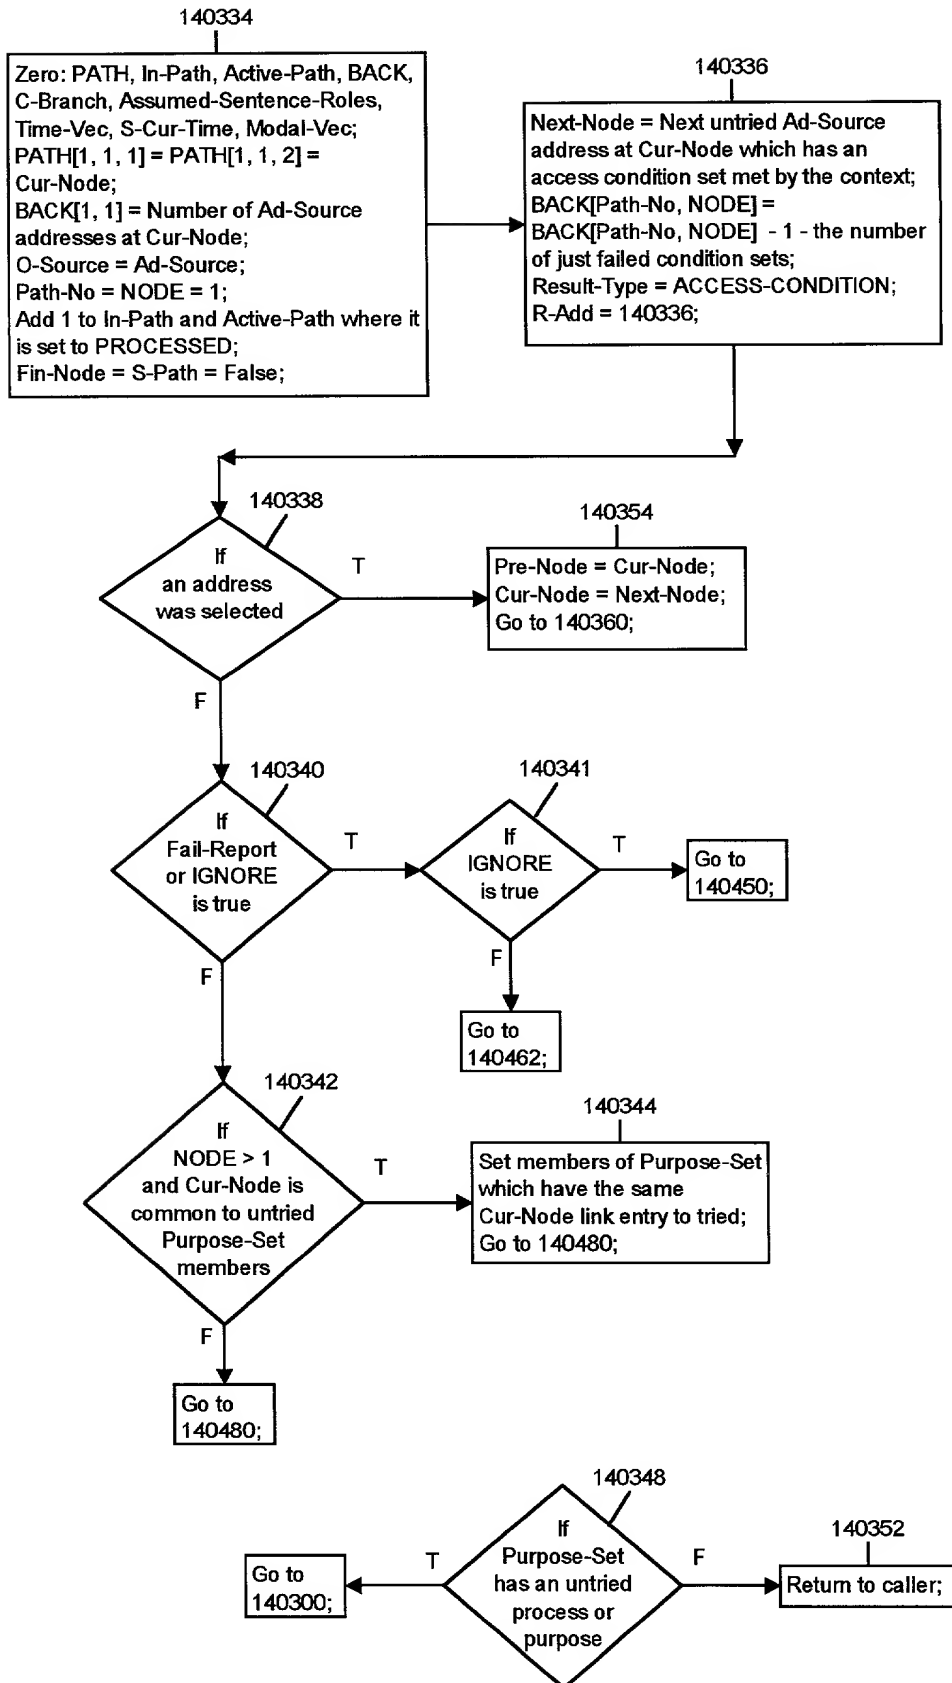 140334
Zero: PATH, In-Path, Active-Path, BACK,
C-Branch, Assumed-Sentence-Roles,
Time-Vec, S-Cur-Time, Modal-Vec;
PATH[1, 1, 1] = PATH[1, 1, 2] =
Cur-Node;
BACK[1, 1] = Number of Ad-Source
addresses at Cur-Node;
O-Source = Ad-Source;
Path-No = NODE = 1;
Add 1 to In-Path and Active-Path where it
is set to PROCESSED;
Fin-Node = S-Path = False;
140336
Next-Node = Next untried Ad-Source
address at Cur-Node which has an
access condition set met by the context;
BACK[Path-No, NODE] =
BACK[Path-No, NODE] - 1 - the number
of just failed condition sets;
Result-Type = ACCESS-CONDITION;
R-Add = 140336;
140338
If
an address
was selected
T
F
140354
Pre-Node = Cur-Node;
Cur-Node = Next-Node;
Go to 140360;
140340
If
Fail-Report
or IGNORE
is true
T
F
140341
If
IGNORE
is true
T
F
Go to
140450;
Go to
140462;
140342
If
NODE > 1
and Cur-Node is
common to untried
Purpose-Set
members
T
F
140344
Set members of Purpose-Set
which have the same
Cur-Node link entry to tried;
Go to 140480;
Go to
140480;
140348
If
Purpose-Set
has an untried
process or
purpose
T
F
Go to
140300;
140352
Return to caller;